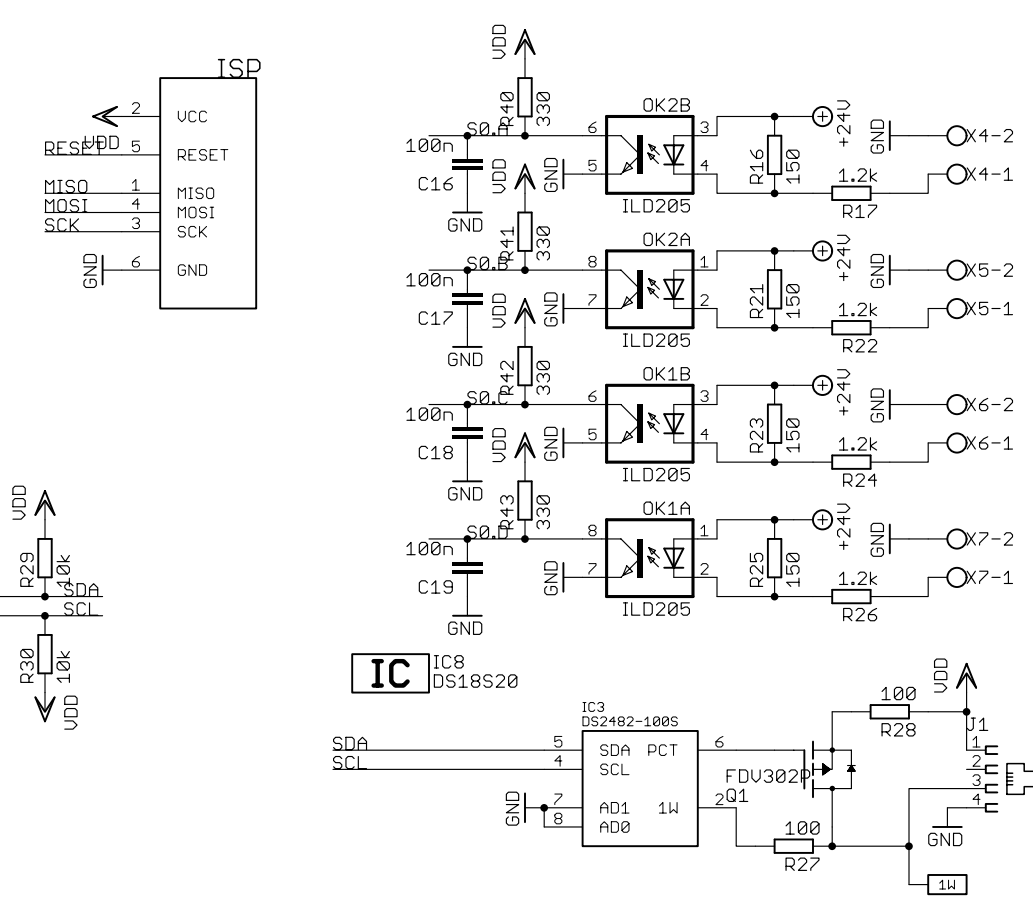 ISP
2 VCC
VDD
RESET 5 RESET
MISO 1 MISO
MOSI 4 MOSI
SCK 3 SCK
GND 6 GND
VDD
R40 330
S0.A
100n
C16
GND
6 OK2B 3
GND 5 4
ILD205
R16 150
+24V
GND X4-2
X4-1
1.2k
R17
VDD
R41 330
S0.B
100n
C17
GND
8 OK2A 1
GND 7 2
ILD205
R21 150
+24V
GND X5-2
X5-1
1.2k
R22
VDD
R42 330
S0.C
100n
C18
GND
6 OK1B 3
GND 5 4
ILD205
R23 150
+24V
GND X6-2
X6-1
1.2k
R24
VDD
R43 330
S0.D
100n
C19
GND
8 OK1A 1
GND 7 2
ILD205
R25 150
+24V
GND X7-2
X7-1
1.2k
R26
VDD
R29 10k
SDA
SCL
R30 10k
VDD
IC IC8
DS18S20
IC3
DS2482-100S
SDA 5 SDA PCT 6
SCL 4 SCL
GND 7 AD1 1W 2
8 AD0
FDV302P
Q1
100
R28
VDD
J1
1
2
3
4
GND
100
R27
1W